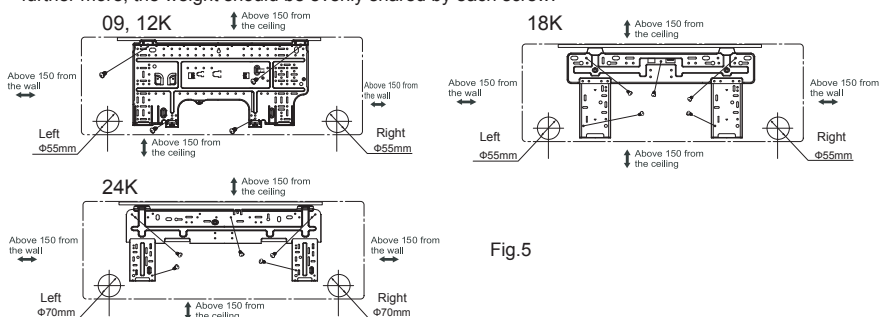 further more, the weight should be evenly shared by each screw.
09, 12K
Above 150 from
the ceiling
Above 150 from
the wall
Above 150 from
the wall
Left
Φ55mm
Right
Φ55mm
Above 150 from
the ceiling
18K
Above 150 from
the ceiling
Above 150 from
the wall
Above 150 from
the wall
Left
Φ55mm
Right
Φ55mm
Above 150 from
the ceiling
24K
Above 150 from
the ceiling
Above 150 from
the wall
Above 150 from
the wall
Left
Φ70mm
Right
Φ70mm
Above 150 from
the ceiling
Fig.5